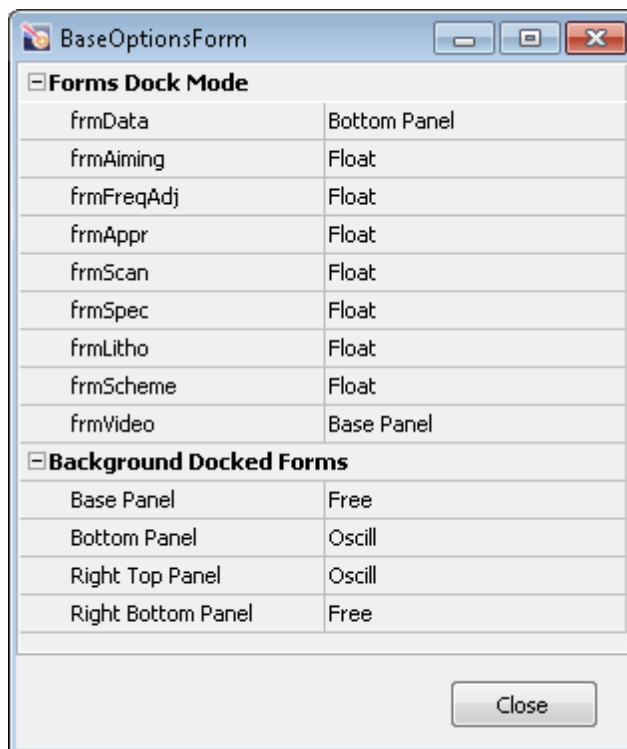 BaseOptionsForm
Forms Dock Mode
frmData Bottom Panel
frmAiming Float
frmFreqAdj Float
frmAppr Float
frmScan Float
frmSpec Float
frmLitho Float
frmScheme Float
frmVideo Base Panel
Background Docked Forms
Base Panel Free
Bottom Panel Oscill
Right Top Panel Oscill
Right Bottom Panel Free
Close